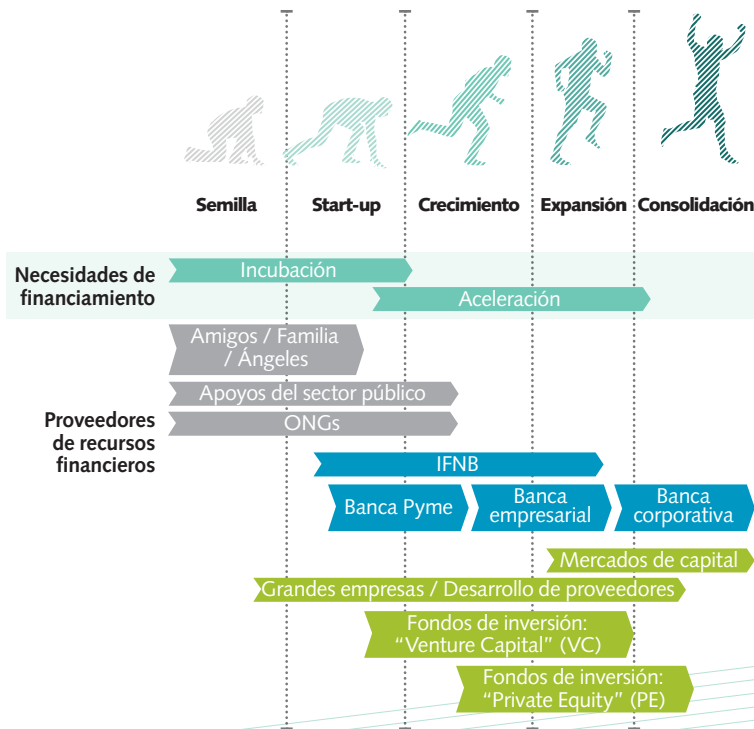 Semilla
Start-up
Crecimiento
Expansión
Consolidación
Necesidades de
financiamiento
Incubación
Aceleración
Proveedores
de recursos
financieros
Amigos / Familia
/ Ángeles
Apoyos del sector público
ONGs
IFNB
Banca Pyme
Banca
empresarial
Banca
corporativa
Mercados de capital
Grandes empresas / Desarrollo de proveedores
Fondos de inversión:
“Venture Capital” (VC)
Fondos de inversión:
“Private Equity” (PE)